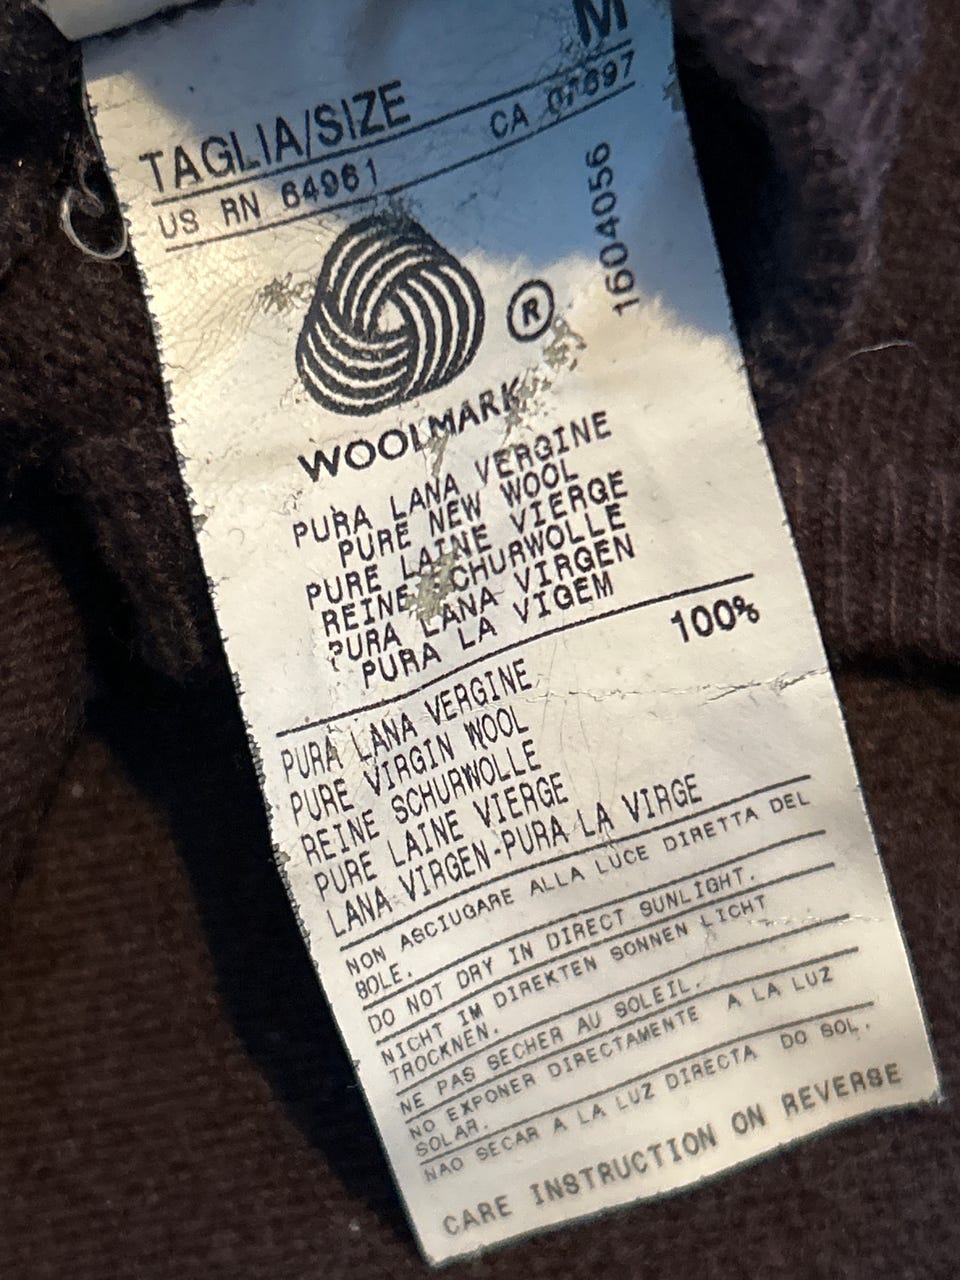 M
TAGLIA/SIZE
US RN 64961 CA 07697
1604056
®
WOOLMARK
PURA LANA VERGINE
PURE NEW WOOL
PURE LAINE VIERGE
REINE SCHURWOLLE
PURA LANA VIRGEN
PURA LA VIGEM
100%
PURA LANA VERGINE
PURE VIRGIN WOOL
REINE SCHURWOLLE
PURE LAINE VIERGE
LANA VIRGEN-PURA LA VIRGE
NON ASCIUGARE ALLA LUCE DIRETTA DEL
SOLE.
DO NOT DRY IN DIRECT SUNLIGHT.
NICHT IM DIREKTEN SONNEN LICHT
TROCKNEN.
NE PAS SECHER AU SOLEIL.
NO EXPONER DIRECTAMENTE A LA LUZ
SOLAR.
NAO SECAR A LA LUZ DIRECTA DO SOL.
CARE INSTRUCTION ON REVERSE